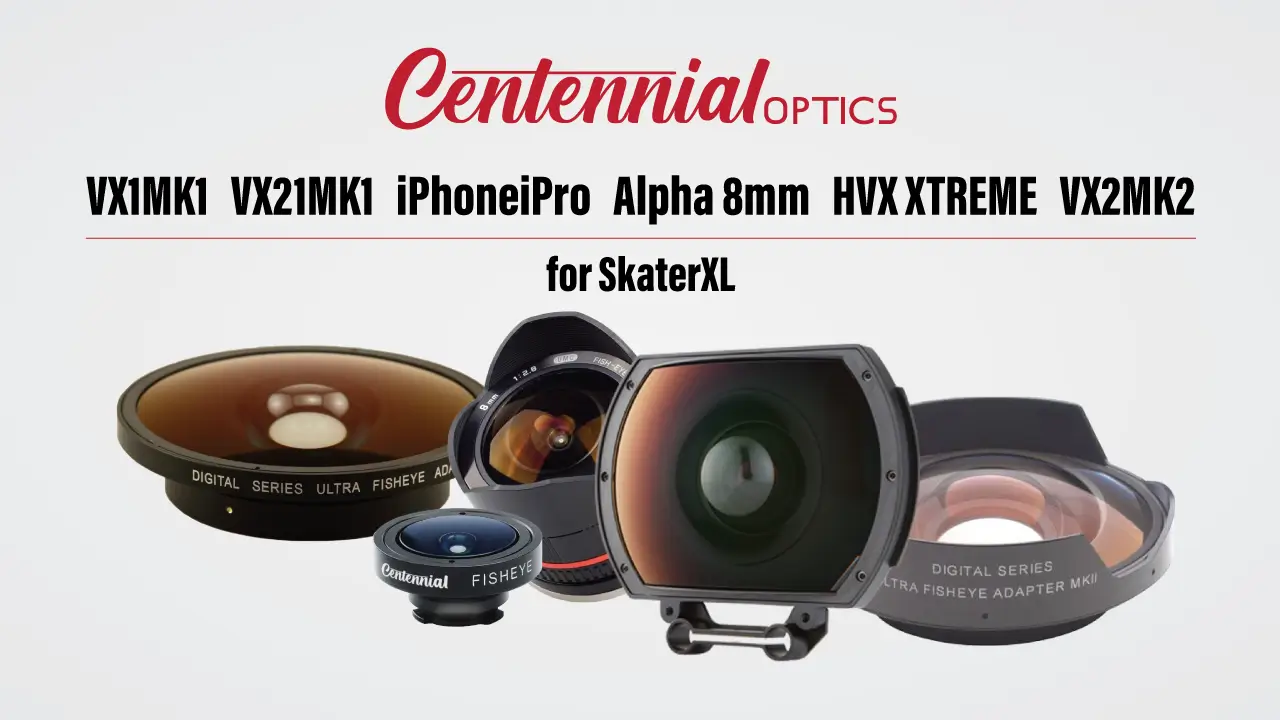 Centennial OPTICS
VX1MK1 VX21MK1 iPhoneiPro Alpha 8mm HVX XTREME VX2MK2
for SkaterXL
8mm 1:2.8 UMC FISH-EYE
DIGITAL SERIES ULTRA FISHEYE ADA
Centennial FISHEYE
DIGITAL SERIES
LTRA FISHEYE ADAPTER MKII